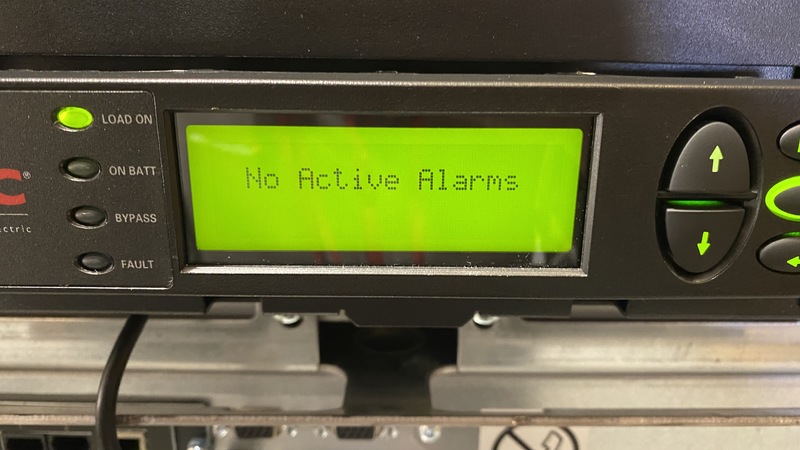 LOAD ON
ON BATT
BYPASS
FAULT
No Active Alarms